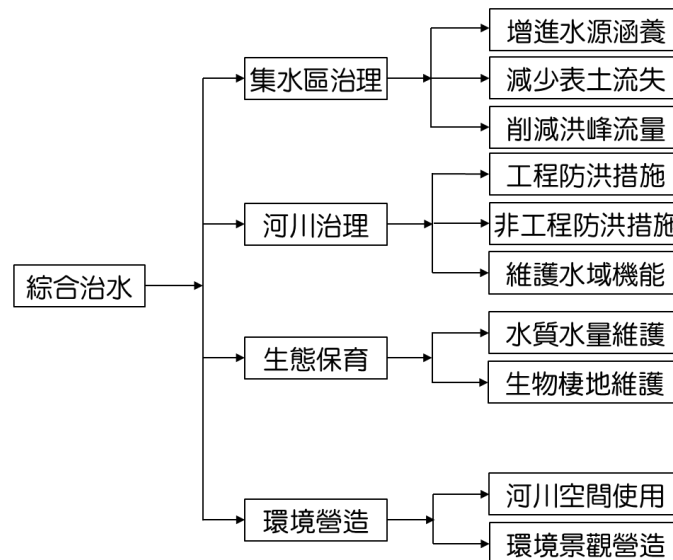 綜合治水
集水區治理
增進水源涵養
減少表土流失
削減洪峰流量
河川治理
工程防洪措施
非工程防洪措施
維護水域機能
生態保育
水質水量維護
生物棲地維護
環境營造
河川空間使用
環境景觀營造